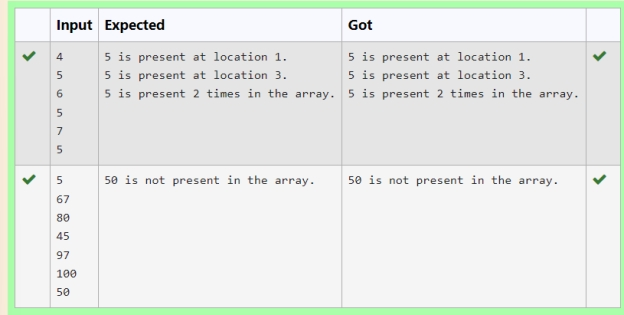 Input Expected Got
4 5 is present at location 1. 5 is present at location 1.
5 5 is present at location 3. 5 is present at location 3.
6 5 is present 2 times in the array. 5 is present 2 times in the array.
5
7
5
5 50 is not present in the array. 50 is not present in the array.
67
80
45
97
100
50